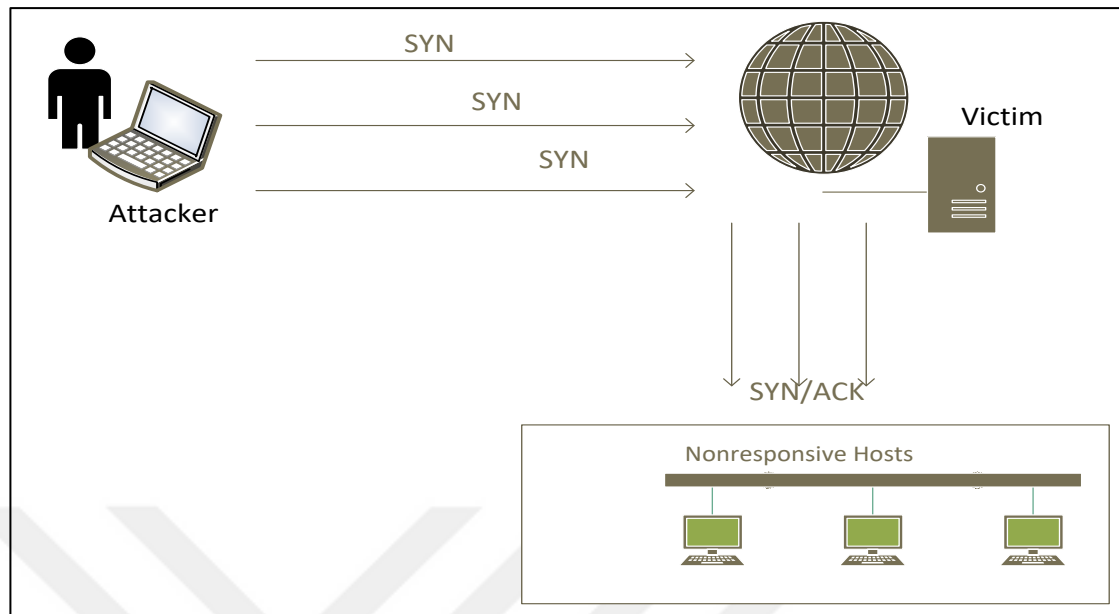 SYN
SYN
SYN
Attacker
Victim
SYN/ACK
Nonresponsive Hosts